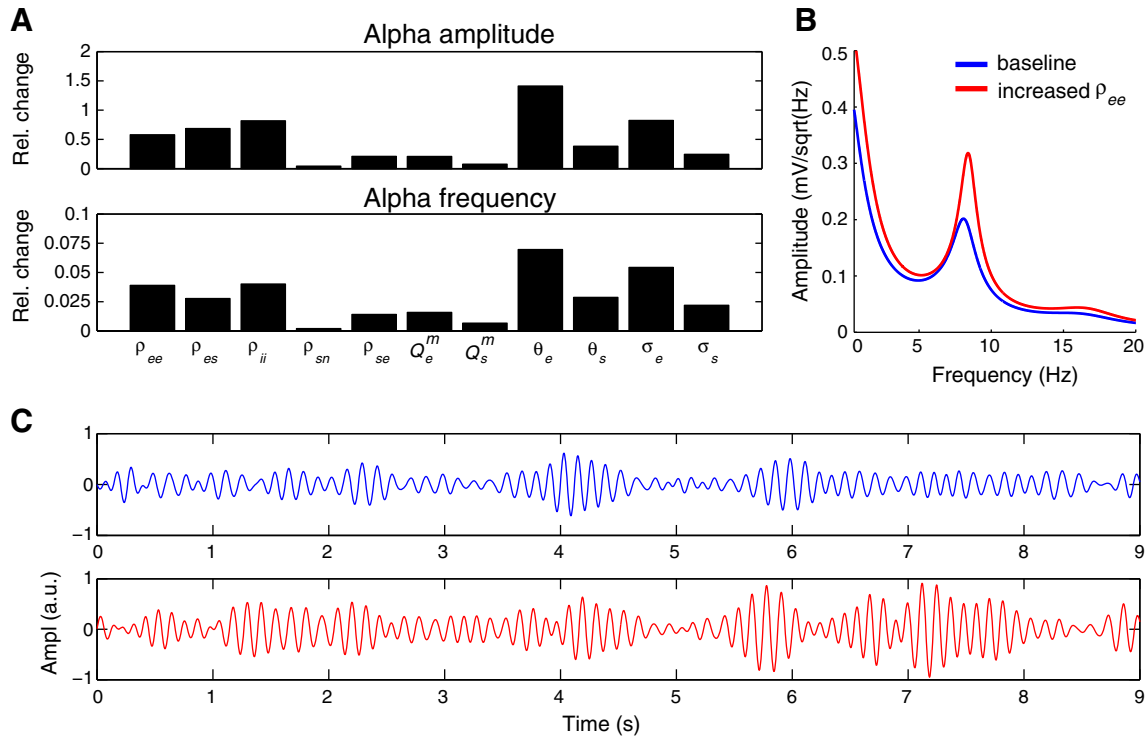 A
Alpha amplitude
Rel. change
2
1.5
1
0.5
0
Alpha frequency
Rel. change
0.1
0.075
0.05
0.025
0
ρee ρes ρii ρsn ρse Qem Qsm θe θs σe σs
B
baseline
increased ρee
Amplitude (mV/sqrt(Hz)
0.5
0.4
0.3
0.2
0.1
0
0 5 10 15 20
Frequency (Hz)
C
1
0
−1
0 1 2 3 4 5 6 7 8 9
Ampl (a.u.)
1
0
−1
0 1 2 3 4 5 6 7 8 9
Time (s)